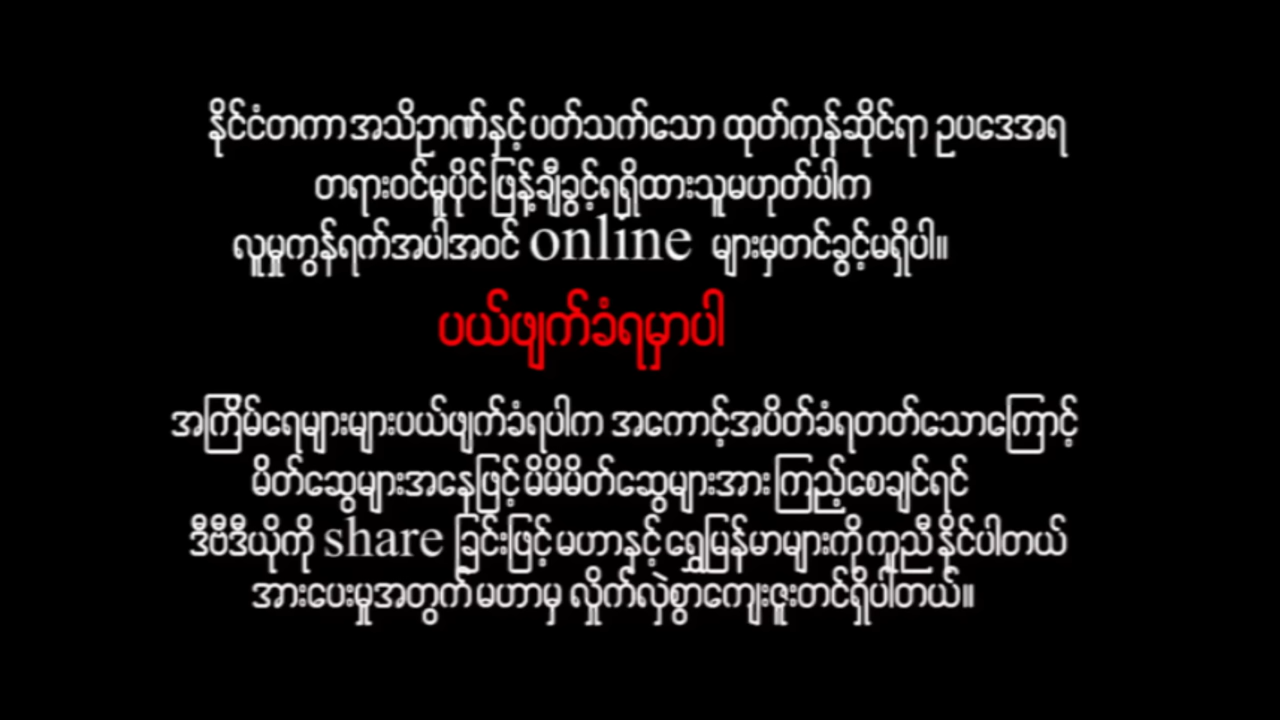 နိုင်ငံတကာ အသိဉာဏ်နှင့် ပတ်သက်သော ထုတ်ကုန်ဆိုင်ရာ ဥပဒေအရ
တရားဝင်မူပိုင် ဖြန့်ချီခွင့်ရရှိထားသူမဟုတ်ပါက
လူမှုကွန်ရက်အပါအဝင် online များမှတင်ခွင့်မရှိပါ။
ပယ်ဖျက်ခံရမှာပါ
အကြိမ်ရေများများပယ်ဖျက်ခံရပါက အကောင့်အပိတ်ခံရတတ်သောကြောင့်
မိတ်ဆွေများအနေဖြင့် မိမိမိတ်ဆွေများအား ကြည့်စေချင်ရင်
ဒီဗီဒီယိုကို share ခြင်းဖြင့် မဟာနှင့် ရွှေမြန်မာများကို ကူညီ နိုင်ပါတယ်
အားပေးမှုအတွက် မဟာမှ လှိုက်လှဲစွာကျေးဇူးတင်ရှိပါတယ်။